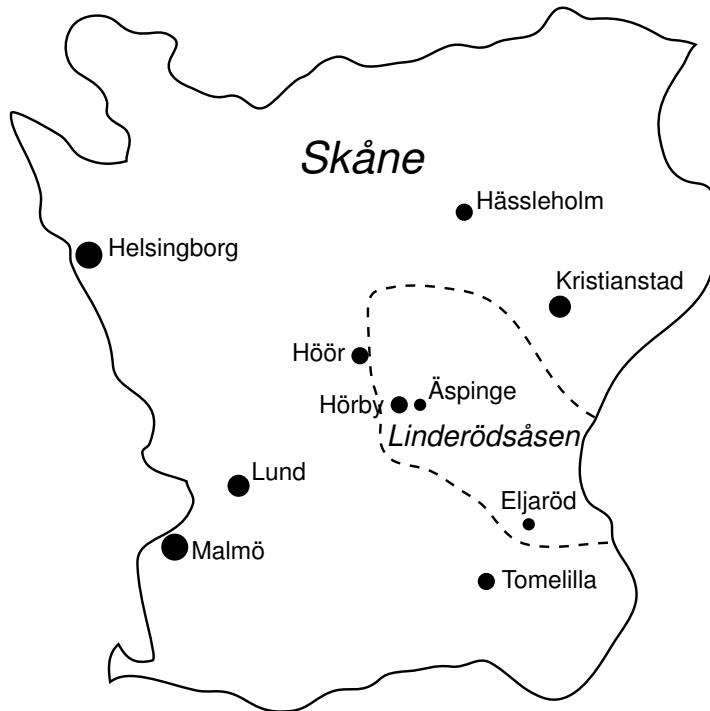 Skåne
Hässleholm
Helsingborg
Kristianstad
Höör
Äspinge
Hörby
Linderödsåsen
Lund
Eljaröd
Malmö
Tomelilla